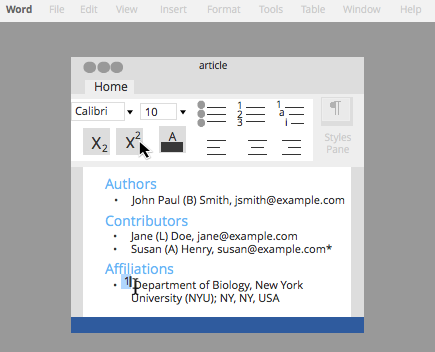 Word File Edit View Insert Format Tools Table Window Help
article
Home
Calibri 10 1 2 3 1 a i ¶
X2 X2 A Styles Pane
Authors
• John Paul (B) Smith, jsmith@example.com
Contributors
• Jane (L) Doe, jane@example.com
• Susan (A) Henry, susan@example.com*
Affiliations
• 1Department of Biology, New York
University (NYU); NY, NY, USA